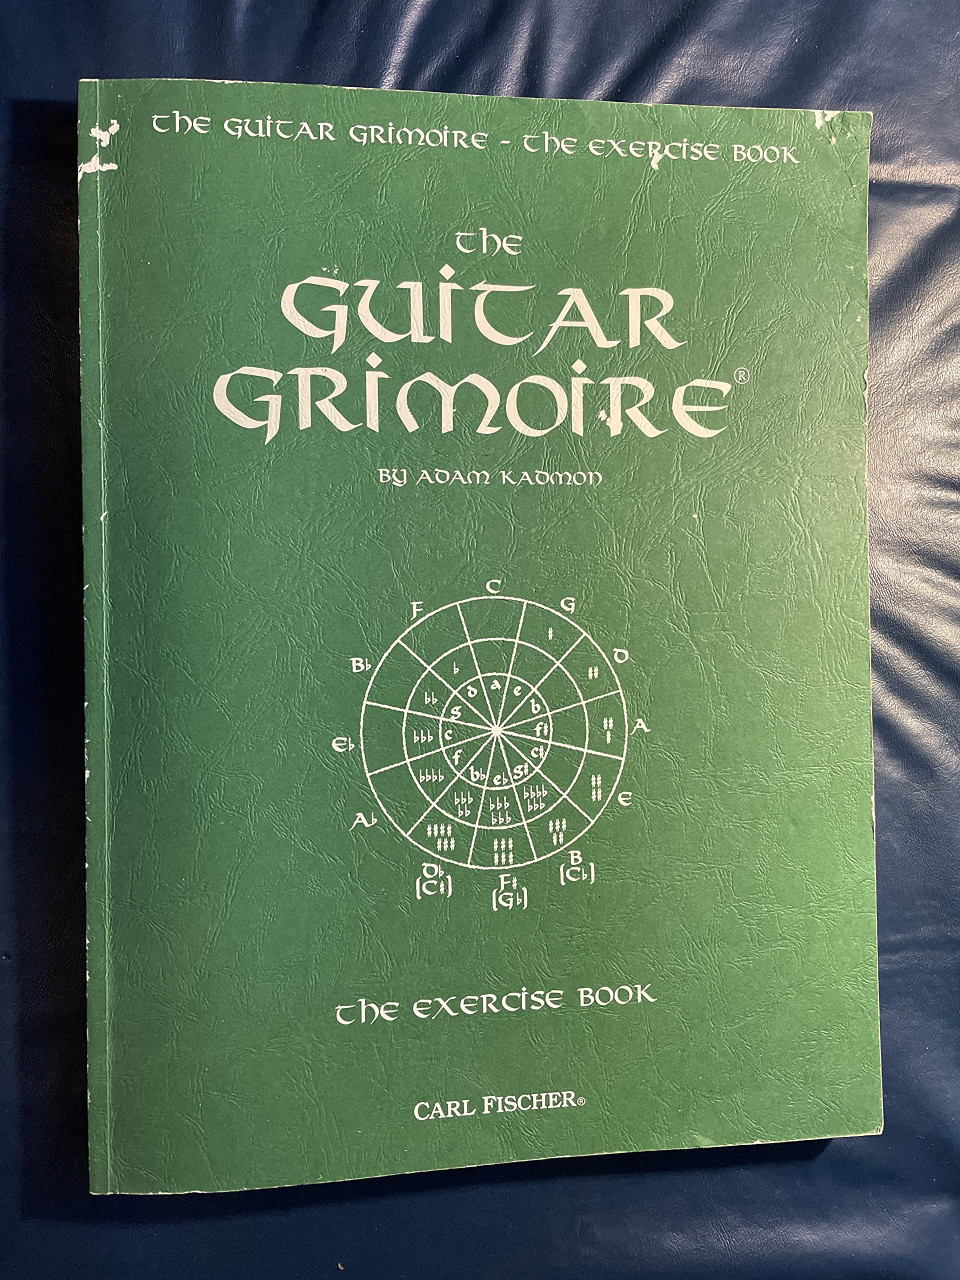 THE GUITAR GRIMOIRE - THE EXERCISE BOOK
THE
GUITAR
GRIMOIRE®
BY ADAM KADMON
C
F G
B♭ D
E♭ A
A♭ E
D♭ B
(C♯) F♯ (C♭)
(G♭)
♯
♭ ♯♯
♭♭ ♯♯♯
♭♭♭ ♯♯♯♯
♭♭♭♭ ♯♯♯♯♯
♭♭♭♭♭ ♭♭♭♭♭♭ ♭♭♭♭♭♭♭
♯♯♯♯♯♯♯ ♯♯♯♯♯♯
d a e
g b
c f♯
f c♯
b♭ e♭ g♯
THE EXERCISE BOOK
CARL FISCHER®